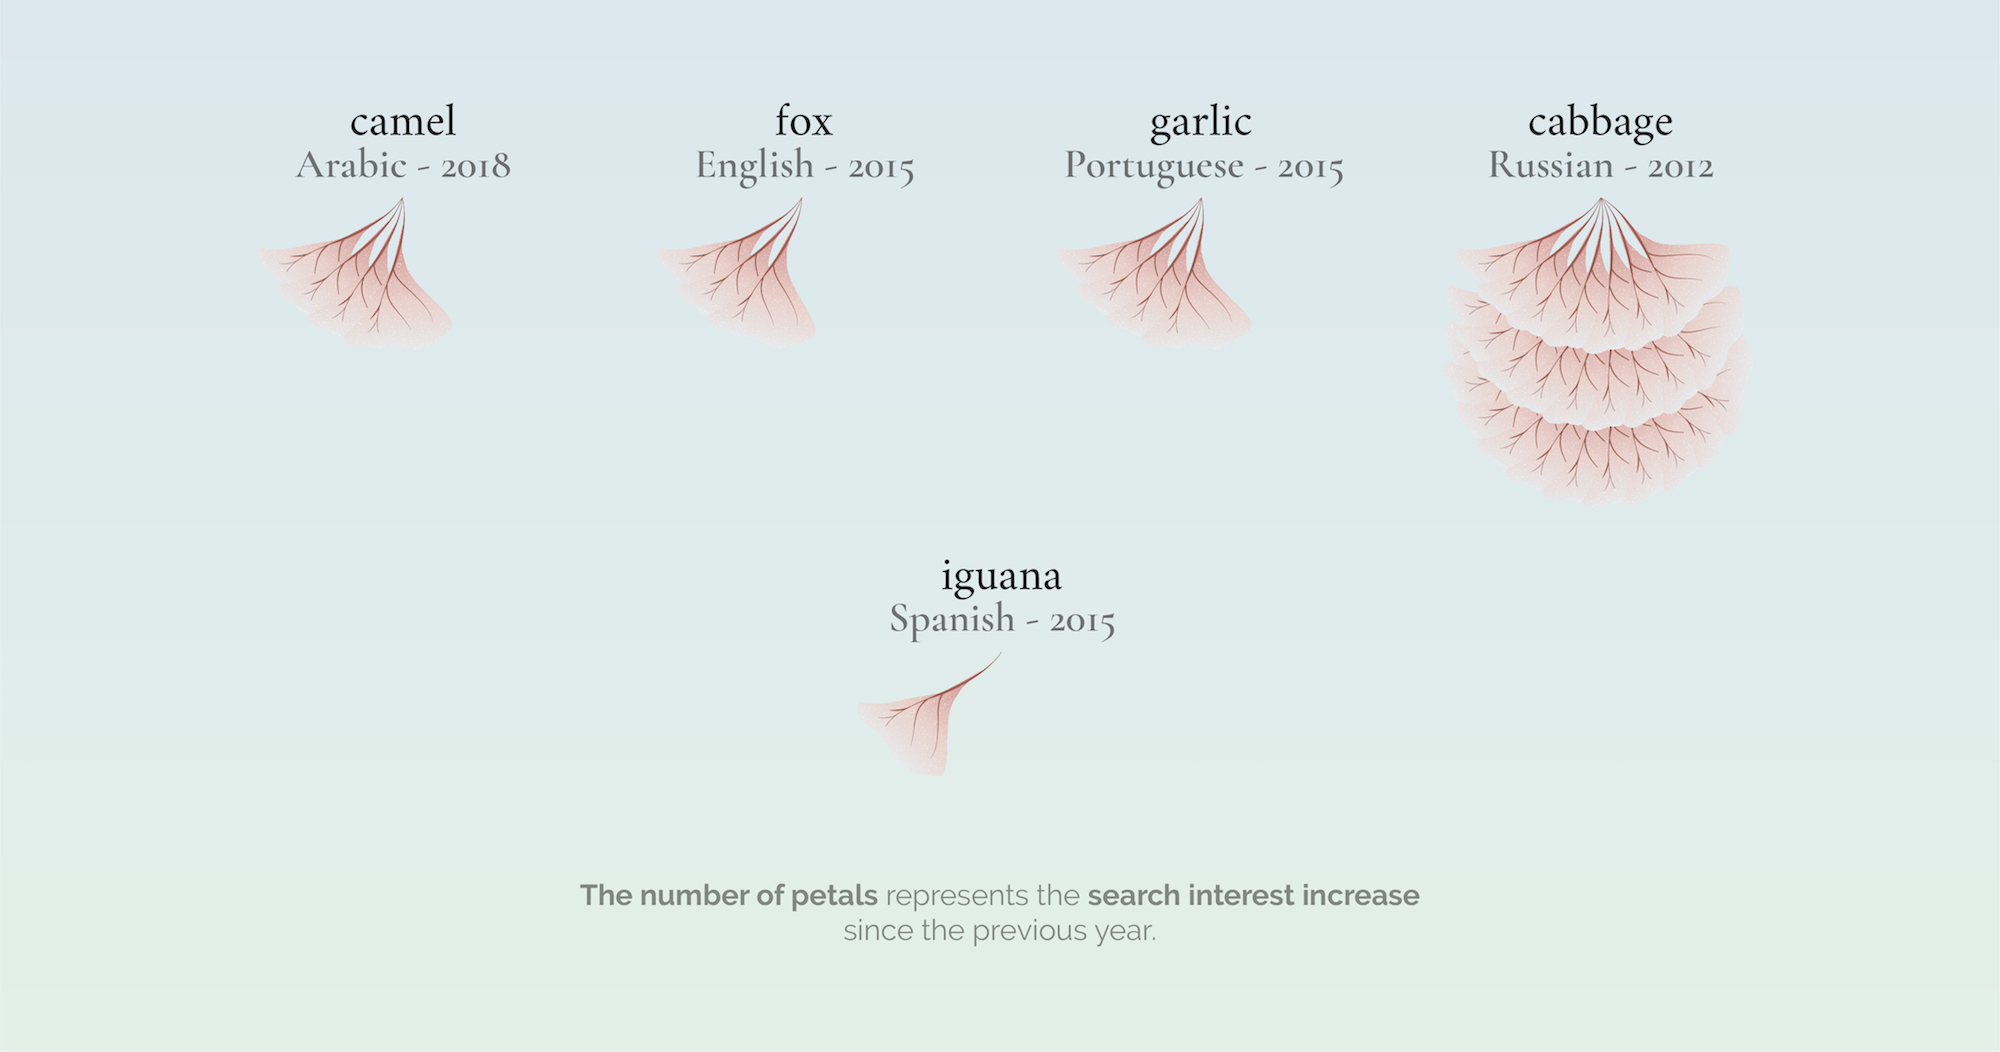 camel
Arabic - 2018
fox
English - 2015
garlic
Portuguese - 2015
cabbage
Russian - 2012
iguana
Spanish - 2015
The number of petals represents the search interest increase
since the previous year.